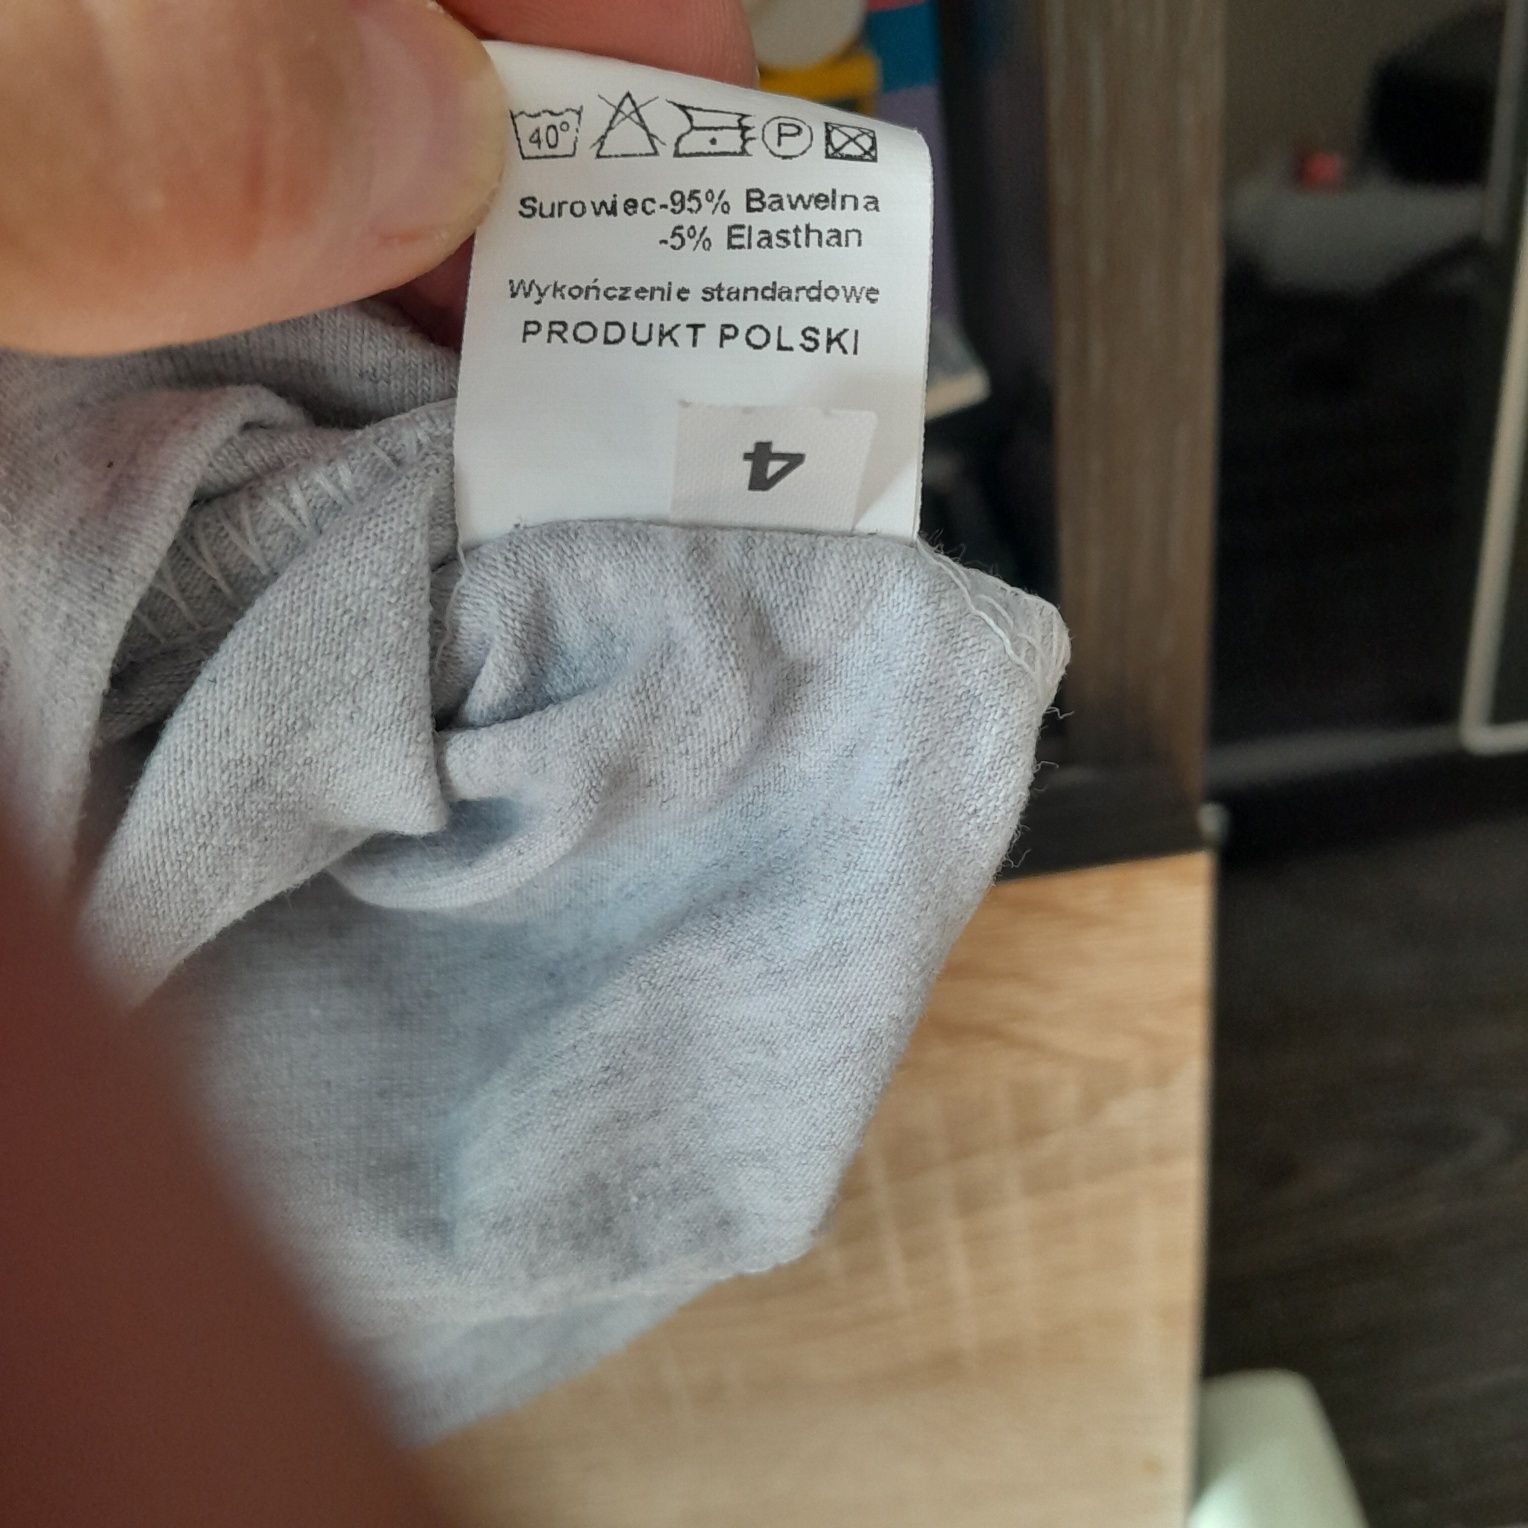 40° P
Surowiec-95% Bawełna
-5% Elasthan
Wykończenie standardowe
PRODUKT POLSKI
4